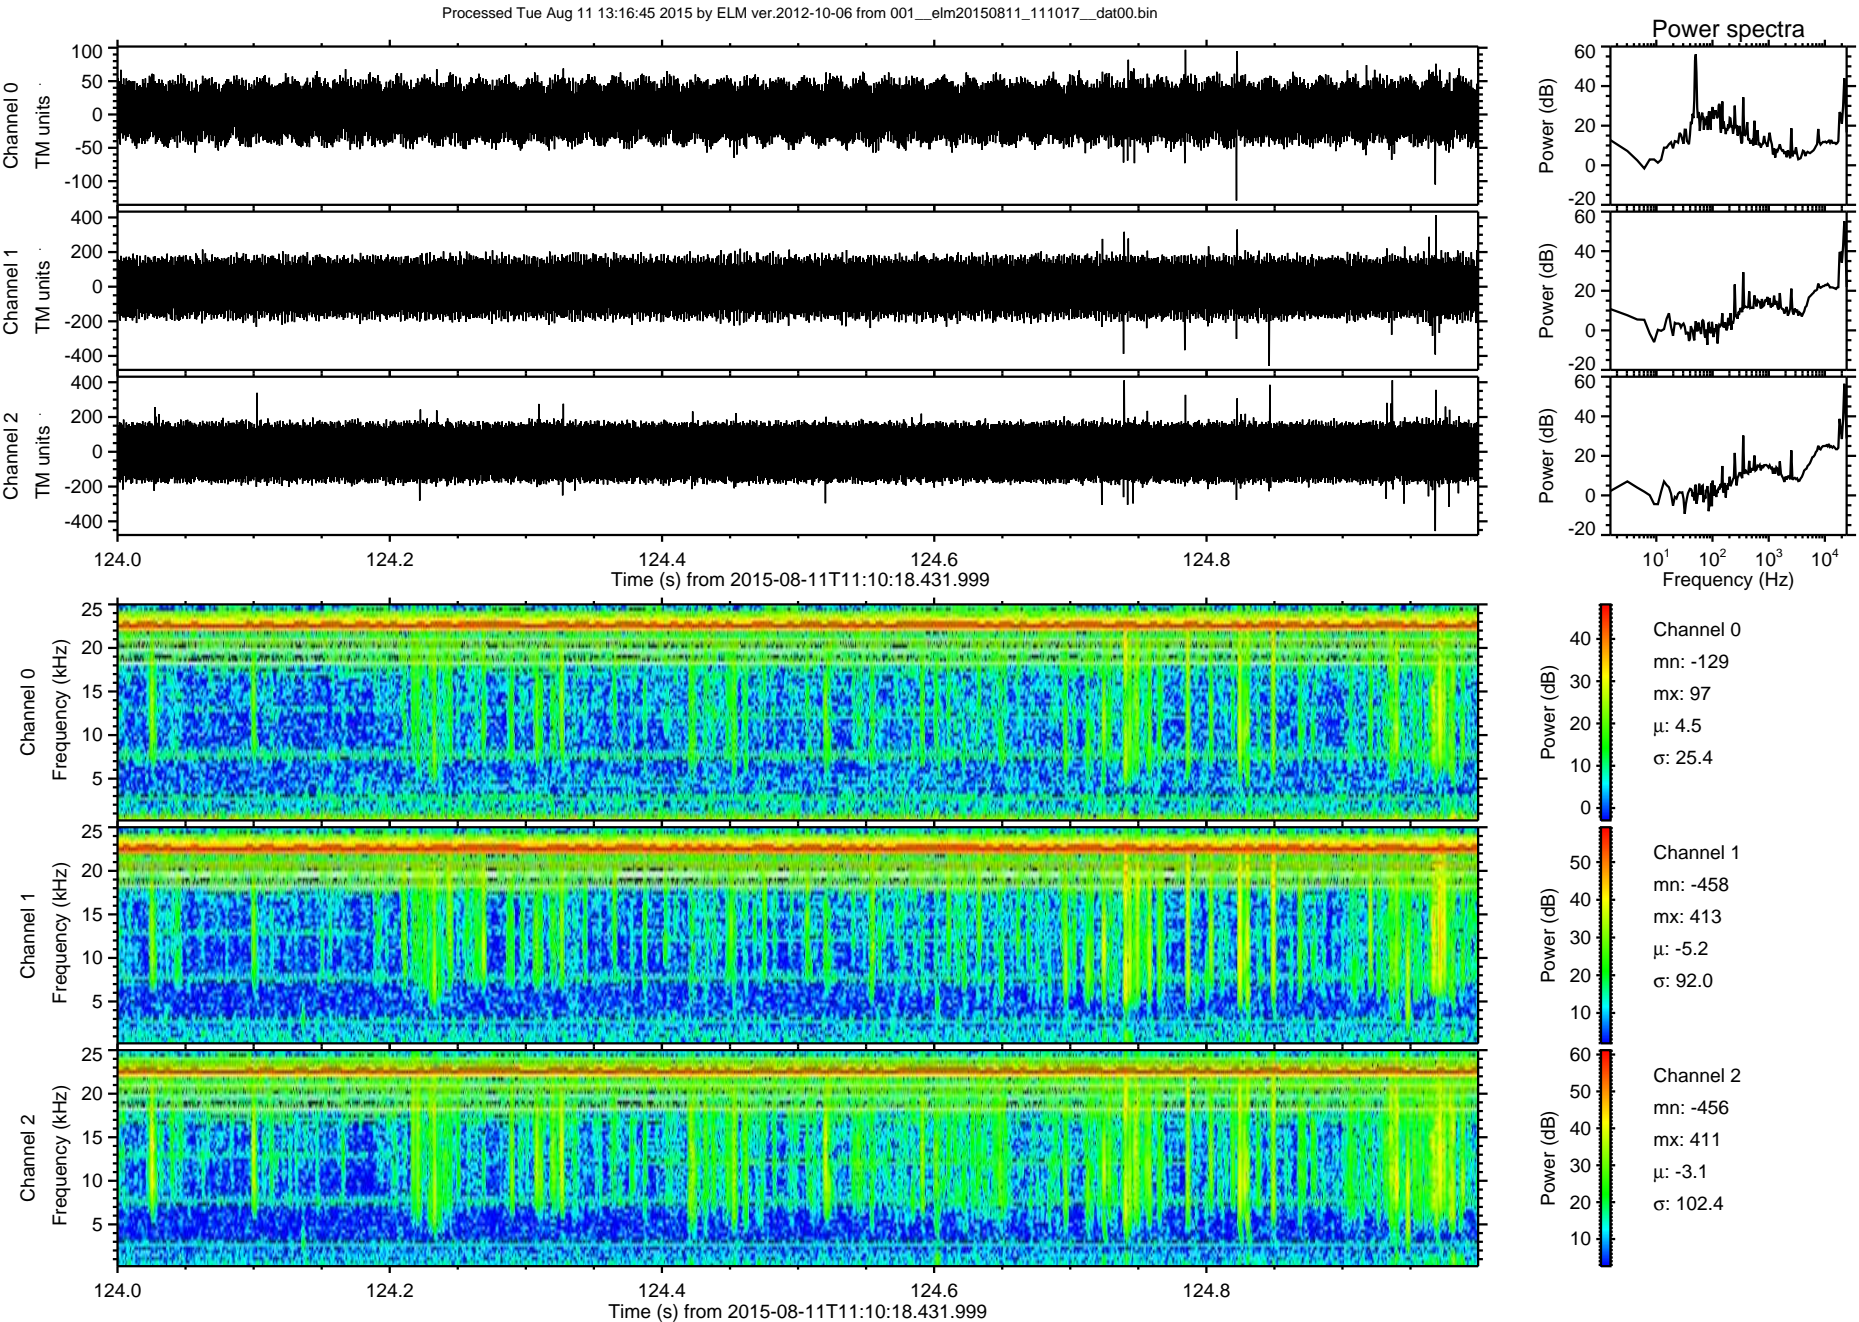 Processed Tue Aug 11 13:16:45 2015 by ELM ver.2012-10-06 from 001__elm20150811_111017__dat00.bin
Power spectra
Channel 0
TM units
100
50
0
-50
-100
Power (dB)
60
40
20
0
-20
Channel 1
TM units
400
200
0
-200
-400
Power (dB)
60
40
20
0
-20
Channel 2
TM units
400
200
0
-200
-400
Power (dB)
60
40
20
0
-20
124.0 124.2 124.4 124.6 124.8
Time (s) from 2015-08-11T11:10:18.431.999
10^1 10^2 10^3 10^4
Frequency (Hz)
Channel 0
Frequency (kHz)
25
20
15
10
5
Power (dB)
40
30
20
10
0
Channel 0
mn: -129
mx: 97
μ: 4.5
σ: 25.4
Channel 1
Frequency (kHz)
25
20
15
10
5
Power (dB)
50
40
30
20
10
Channel 1
mn: -458
mx: 413
μ: -5.2
σ: 92.0
Channel 2
Frequency (kHz)
25
20
15
10
5
Power (dB)
60
50
40
30
20
10
Channel 2
mn: -456
mx: 411
μ: -3.1
σ: 102.4
124.0 124.2 124.4 124.6 124.8
Time (s) from 2015-08-11T11:10:18.431.999